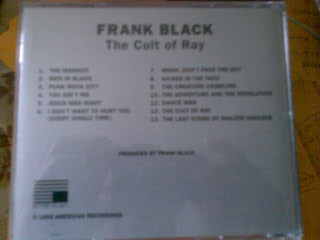 FRANK BLACK
The Cult of Ray
1. THE MARSIST
2. MEN IN BLACK
3. PUNK ROCK CITY
4. YOU AIN'T ME
5. JESUS WAS RIGHT
6. I DON'T WANT TO HURT YOU
(EVERY SINGLE TIME)
7. MOSH, DON'T PASS THE GUY
8. KICKED IN THE TACO
9. THE CREATURE CRAWLING
10. THE ADVENTURE AND THE RESOLUTION
11. DANCE WAR
12. THE CULT OF RAY
13. THE LAST STAND OF SHAZEB ANDLEEB
PRODUCED BY FRANK BLACK
AMERICAN RECORDINGS